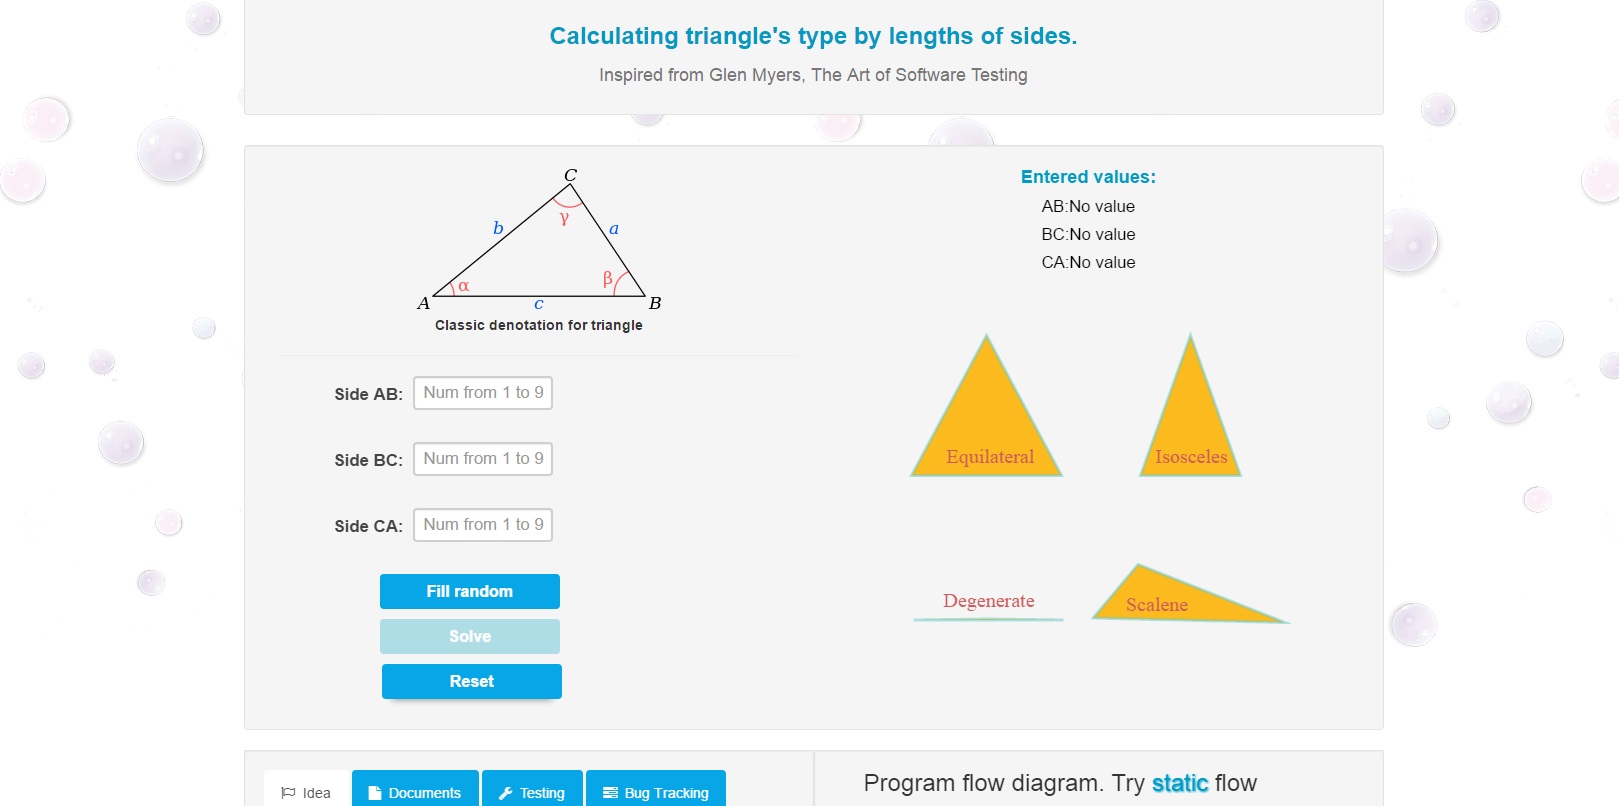 Calculating triangle's type by lengths of sides.
Inspired from Glen Myers, The Art of Software Testing
C
γ
b
a
α
β
A
c
B
Classic denotation for triangle
Side AB: Num from 1 to 9
Side BC: Num from 1 to 9
Side CA: Num from 1 to 9
Fill random
Solve
Reset
Entered values:
AB:No value
BC:No value
CA:No value
Equilateral
Isosceles
Degenerate
Scalene
Idea
Documents
Testing
Bug Tracking
Program flow diagram. Try static flow